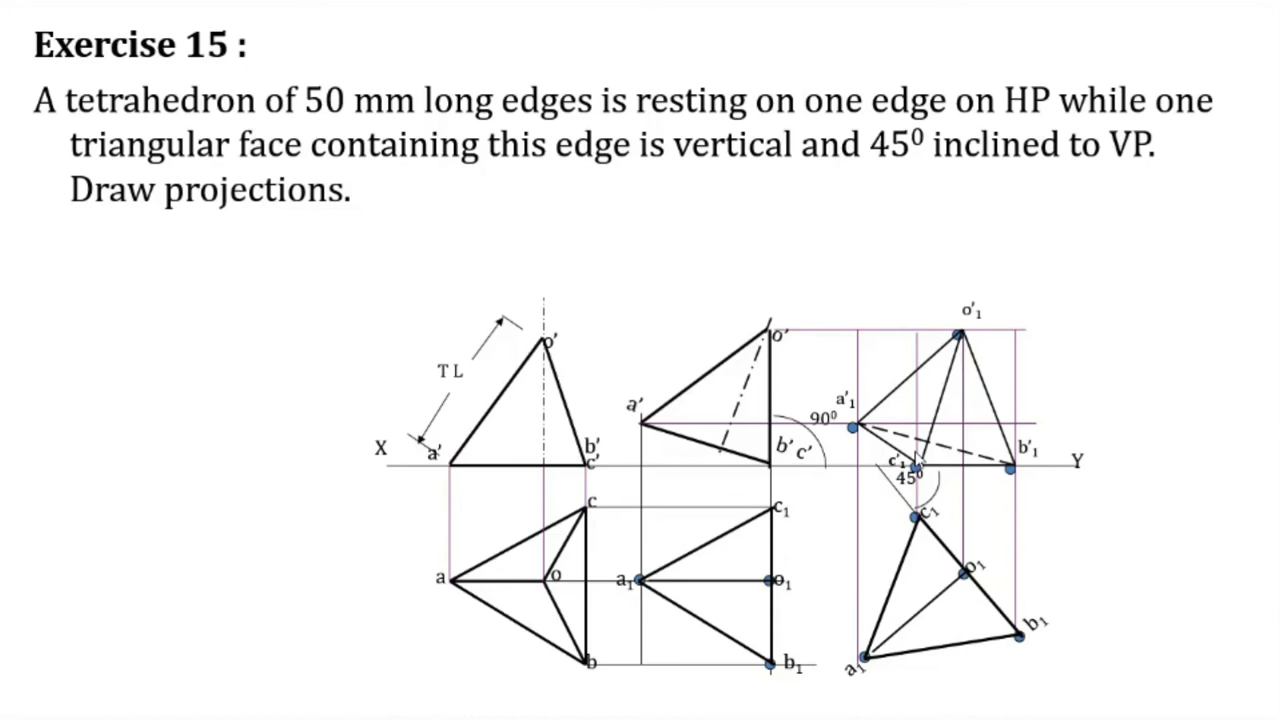 Exercise 15 :
A tetrahedron of 50 mm long edges is resting on one edge on HP while one
triangular face containing this edge is vertical and 45⁰ inclined to VP.
Draw projections.
o'₁
o'
o'
T L
a'
a'₁
90⁰
X
a'
b'
c'
b' c'
c'₁
b'₁
Y
45⁰
c
c₁
c₁
a
o
a₁
o₁
o₁
b
b₁
b₁
a₁